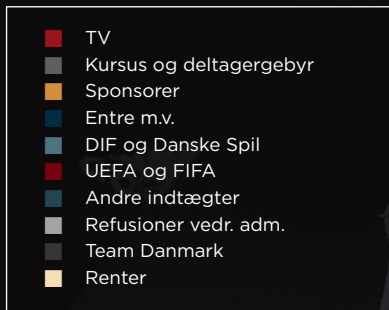 TV
Kursus og deltagergebyr
Sponsorer
Entre m.v.
DIF og Danske Spil
UEFA og FIFA
Andre indtægter
Refusioner vedr. adm.
Team Danmark
Renter